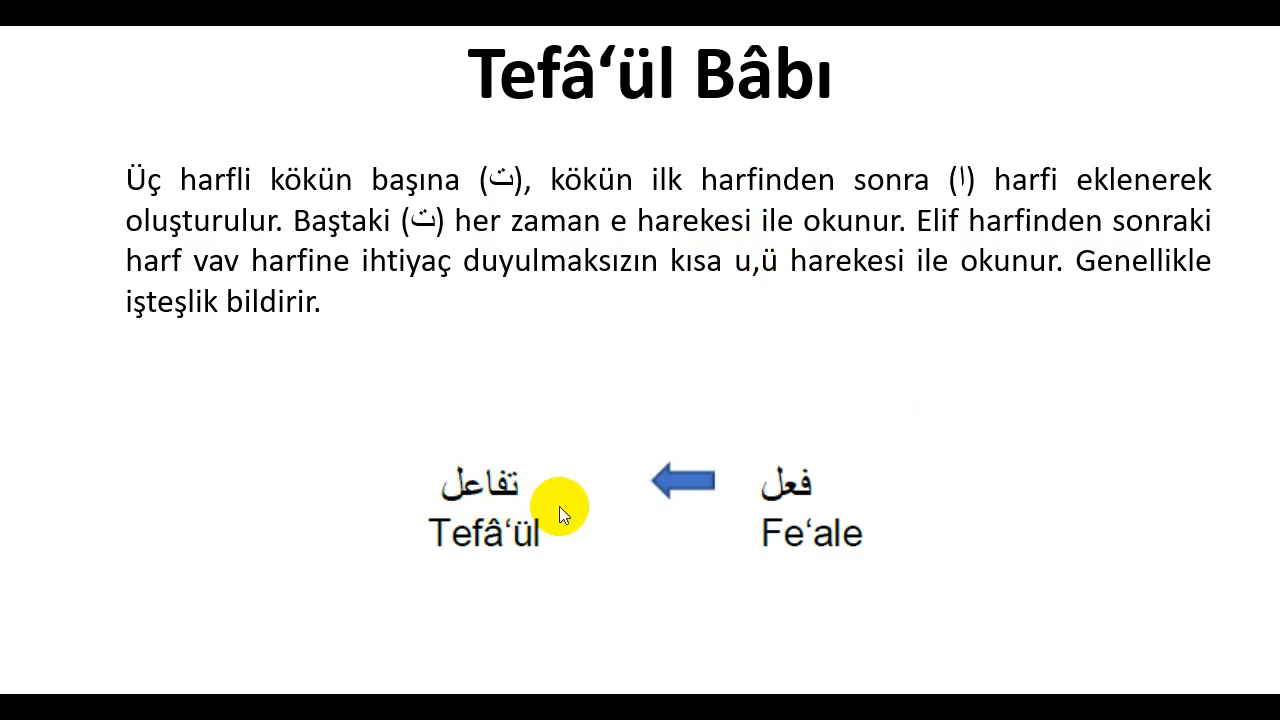 Tefâ‘ül Bâbı
Üç harfli kökün başına (ت), kökün ilk harfinden sonra (ا) harfi eklenerek
oluşturulur. Baştaki (ت) her zaman e harekesi ile okunur. Elif harfinden sonraki
harf vav harfine ihtiyaç duyulmaksızın kısa u,ü harekesi ile okunur. Genellikle
işteşlik bildirir.
تفاعل
Tefâ‘ül
فعل
Fe‘ale